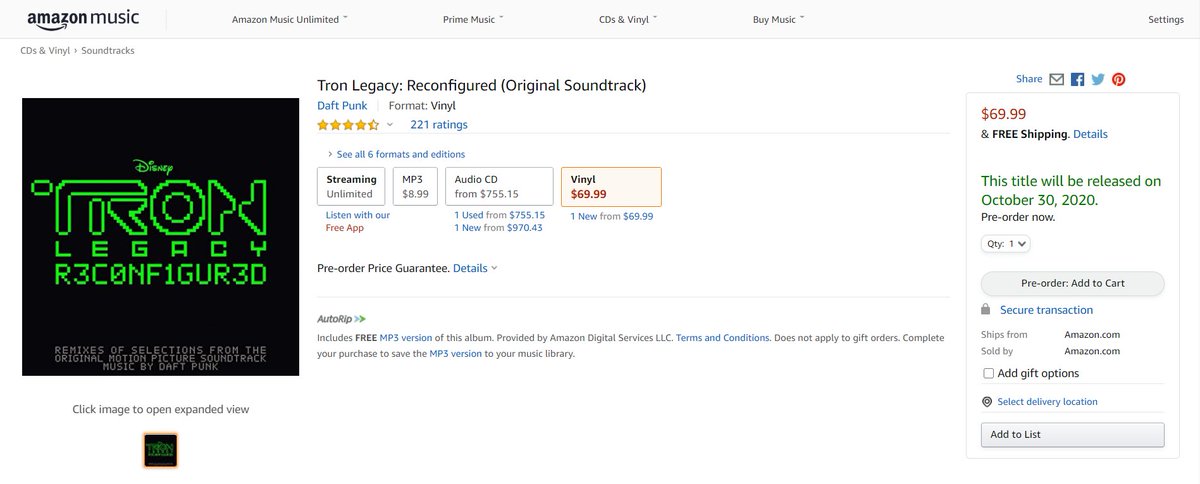 amazon music
Amazon Music Unlimited
Prime Music
CDs & Vinyl
Buy Music
Settings
CDs & Vinyl › Soundtracks
Share
Disney
TRON
LEGACY
R3C0NF1GUR3D
REMIXES OF SELECTIONS FROM THE
ORIGINAL MOTION PICTURE SOUNDTRACK
MUSIC BY DAFT PUNK
Click image to open expanded view
Tron Legacy: Reconfigured (Original Soundtrack)
Daft Punk | Format: Vinyl
221 ratings
› See all 6 formats and editions
Streaming
Unlimited
Listen with our
Free App
MP3
$8.99
Audio CD
from $755.15
1 Used from $755.15
1 New from $970.43
Vinyl
$69.99
1 New from $69.99
Pre-order Price Guarantee. Details
AutoRip
Includes FREE MP3 version of this album. Provided by Amazon Digital Services LLC. Terms and Conditions. Does not apply to gift orders. Complete
your purchase to save the MP3 version to your music library.
$69.99
& FREE Shipping. Details
This title will be released on
October 30, 2020.
Pre-order now.
Qty: 1
Pre-order: Add to Cart
Secure transaction
Ships from Amazon.com
Sold by Amazon.com
Add gift options
Select delivery location
Add to List